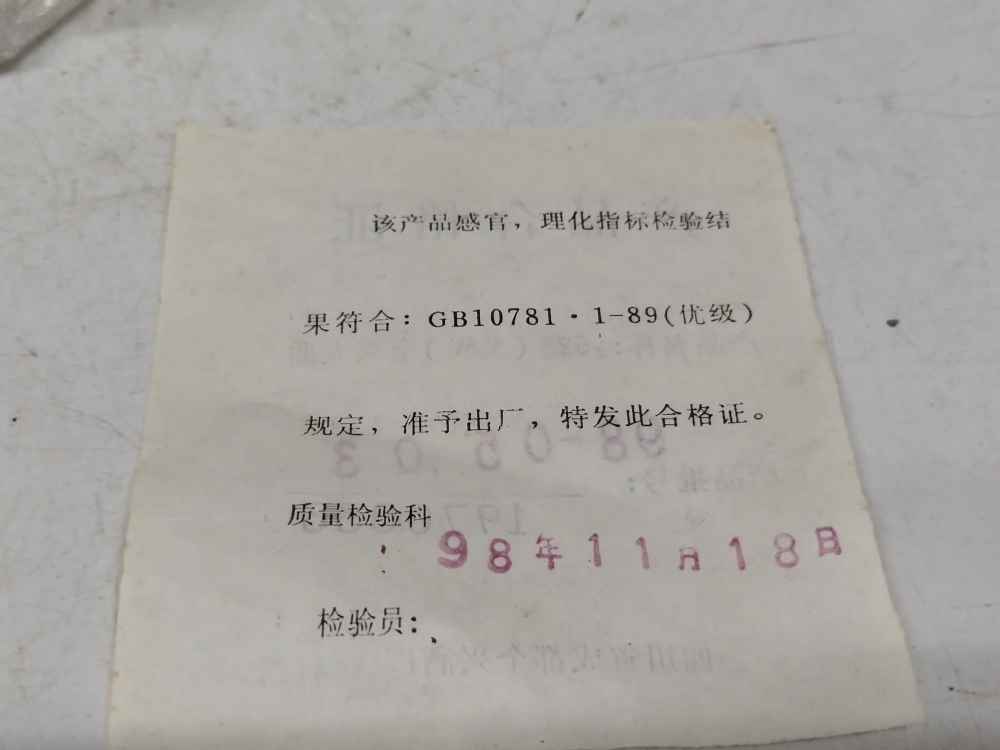 该产品感官，理化指标检验结
果符合：GB10781·1-89(优级)
规定，准予出厂，特发此合格证。
质量检验科
98年11月18日
检验员：